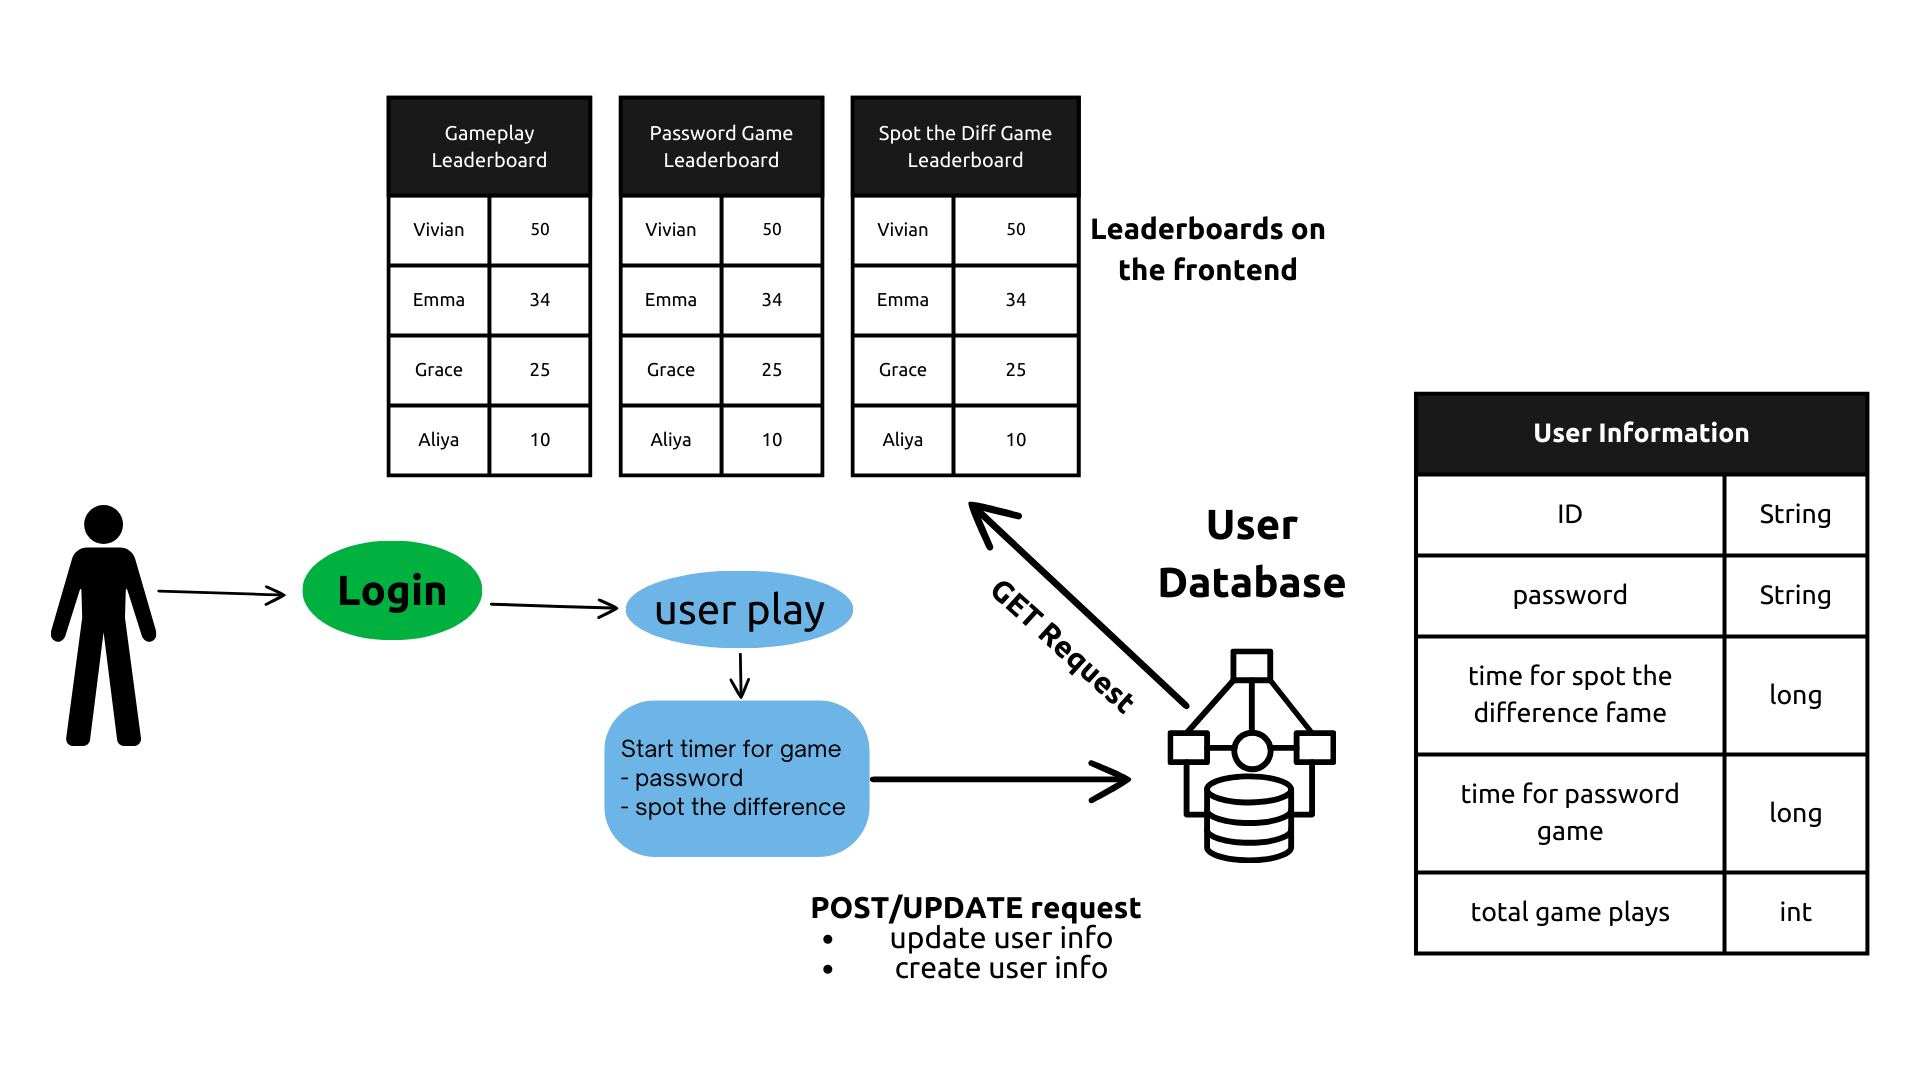 Gameplay
Leaderboard
Vivian 50
Emma 34
Grace 25
Aliya 10
Password Game
Leaderboard
Vivian 50
Emma 34
Grace 25
Aliya 10
Spot the Diff Game
Leaderboard
Vivian 50
Emma 34
Grace 25
Aliya 10
Leaderboards on
the frontend
Login
user play
Start timer for game
- password
- spot the difference
POST/UPDATE request
• update user info
• create user info
GET Request
User
Database
User Information
ID String
password String
time for spot the
difference fame long
time for password
game long
total game plays int